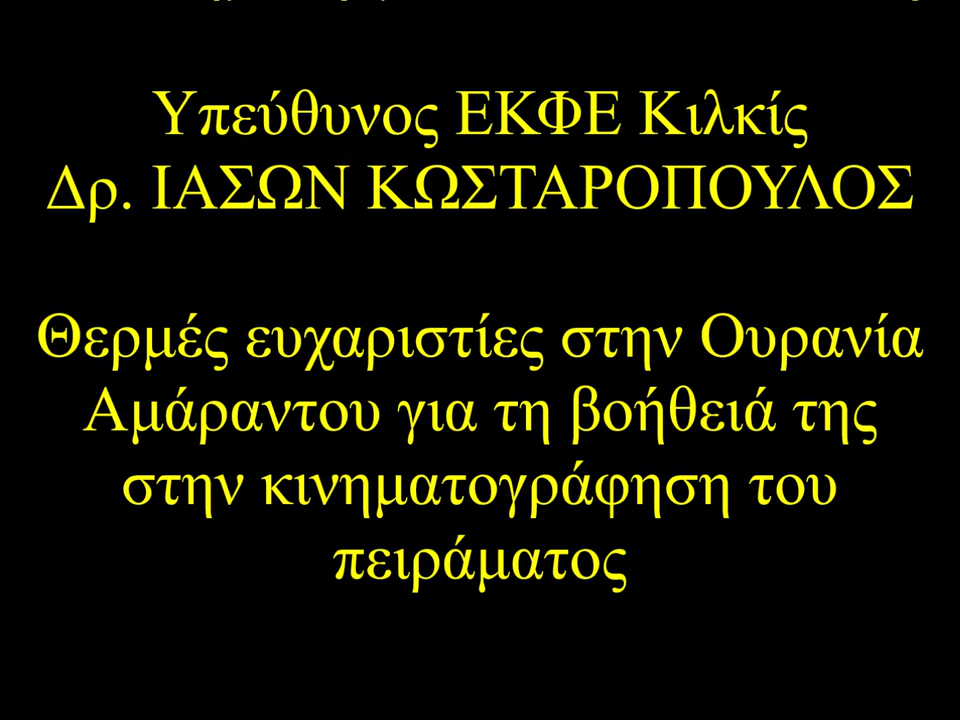 Υπεύθυνος ΕΚΦΕ Κιλκίς
Δρ. ΙΑΣΩΝ ΚΩΣΤΑΡΟΠΟΥΛΟΣ
Θερμές ευχαριστίες στην Ουρανία
Αμάραντου για τη βοήθειά της
στην κινηματογράφηση του
πειράματος